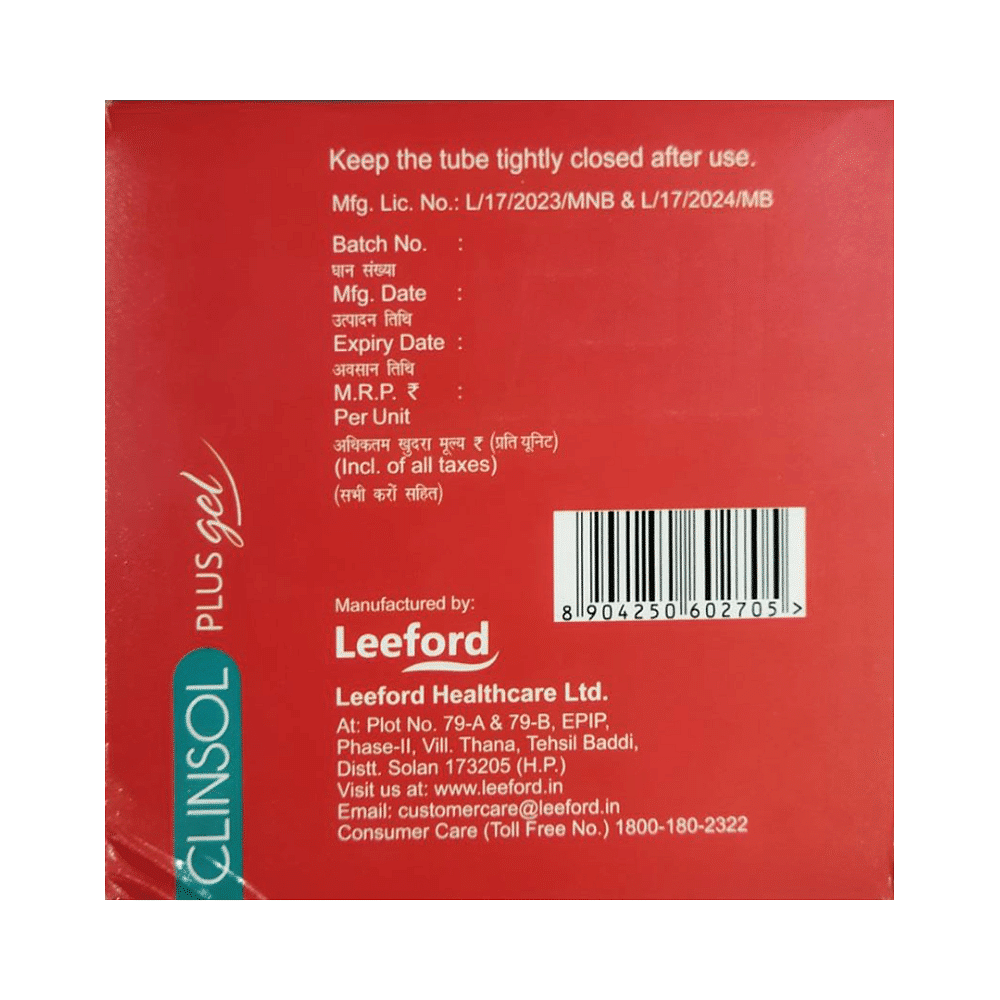 Keep the tube tightly closed after use.
Mfg. Lic. No.: L/17/2023/MNB & L/17/2024/MB
Batch No. :
घान संख्या
Mfg. Date :
उत्पादन तिथि
Expiry Date :
अवसान तिथि
M.R.P. ₹ :
Per Unit
अधिकतम खुदरा मूल्य ₹ (प्रति यूनिट)
(Incl. of all taxes)
(सभी करों सहित)
CLINSOL PLUS gel
8 904250 602705 >
Manufactured by:
Leeford
Leeford Healthcare Ltd.
At: Plot No. 79-A & 79-B, EPIP,
Phase-II, Vill. Thana, Tehsil Baddi,
Distt. Solan 173205 (H.P.)
Visit us at: www.leeford.in
Email: customercare@leeford.in
Consumer Care (Toll Free No.) 1800-180-2322